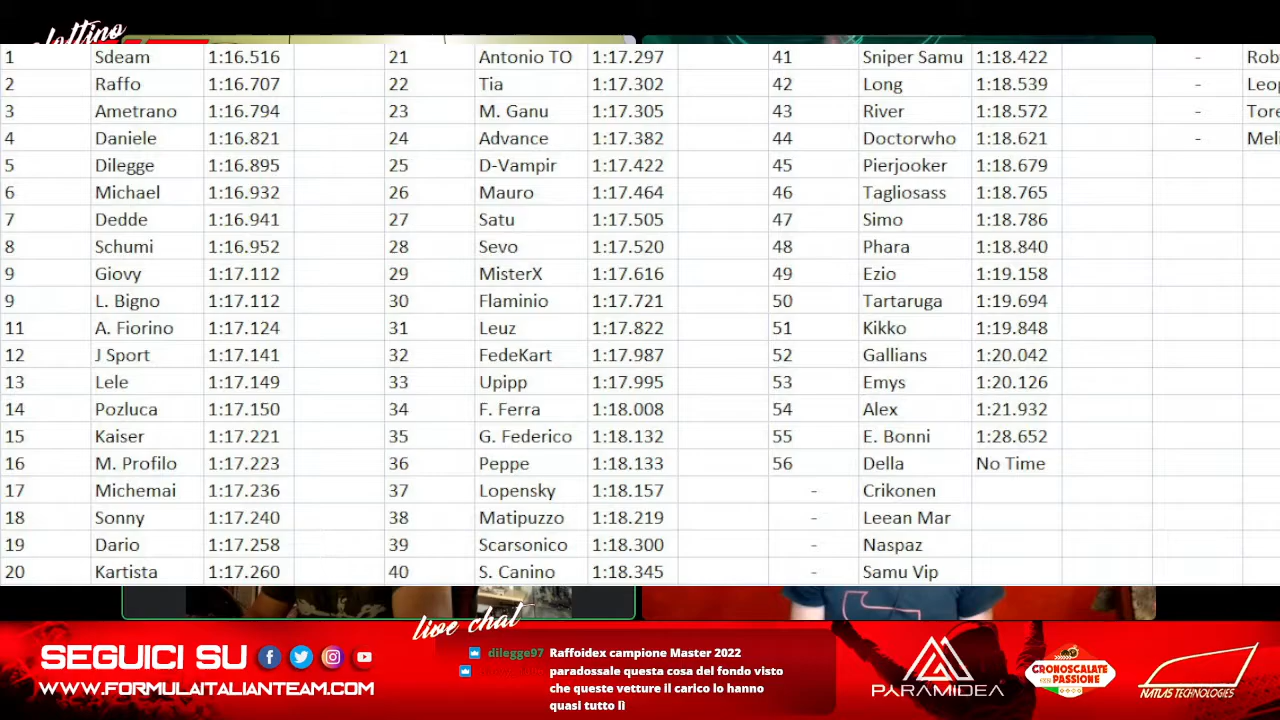 1 Sdeam 1:16.516 21 Antonio TO 1:17.297 41 Sniper Samu 1:18.422 -
2 Raffo 1:16.707 22 Tia 1:17.302 42 Long 1:18.539 -
3 Ametrano 1:16.794 23 M. Ganu 1:17.305 43 River 1:18.572 -
4 Daniele 1:16.821 24 Advance 1:17.382 44 Doctorwho 1:18.621 -
5 Dilegge 1:16.895 25 D-Vampir 1:17.422 45 Pierjooker 1:18.679
6 Michael 1:16.932 26 Mauro 1:17.464 46 Tagliosass 1:18.765
7 Dedde 1:16.941 27 Satu 1:17.505 47 Simo 1:18.786
8 Schumi 1:16.952 28 Sevo 1:17.520 48 Phara 1:18.840
9 Giovy 1:17.112 29 MisterX 1:17.616 49 Ezio 1:19.158
9 L. Bigno 1:17.112 30 Flaminio 1:17.721 50 Tartaruga 1:19.694
11 A. Fiorino 1:17.124 31 Leuz 1:17.822 51 Kikko 1:19.848
12 J Sport 1:17.141 32 FedeKart 1:17.987 52 Gallians 1:20.042
13 Lele 1:17.149 33 Upipp 1:17.995 53 Emys 1:20.126
14 Pozluca 1:17.150 34 F. Ferra 1:18.008 54 Alex 1:21.932
15 Kaiser 1:17.221 35 G. Federico 1:18.132 55 E. Bonni 1:28.652
16 M. Profilo 1:17.223 36 Peppe 1:18.133 56 Della No Time
17 Michemai 1:17.236 37 Lopensky 1:18.157 - Crikonen
18 Sonny 1:17.240 38 Matipuzzo 1:18.219 - Leean Mar
19 Dario 1:17.258 39 Scarsonico 1:18.300 - Naspaz
20 Kartista 1:17.260 40 S. Canino 1:18.345 - Samu Vip
live chat
SEGUICI SU
WWW.FORMULAITALIANTEAM.COM
dilegge97 Raffoidex campione Master 2022
paradossale questa cosa del fondo visto
che queste vetture il carico lo hanno
quasi tutto lì
PARAMIDEA
CRONOSCALATE
CON PASSIONE
NATLAS TECHNOLOGIES